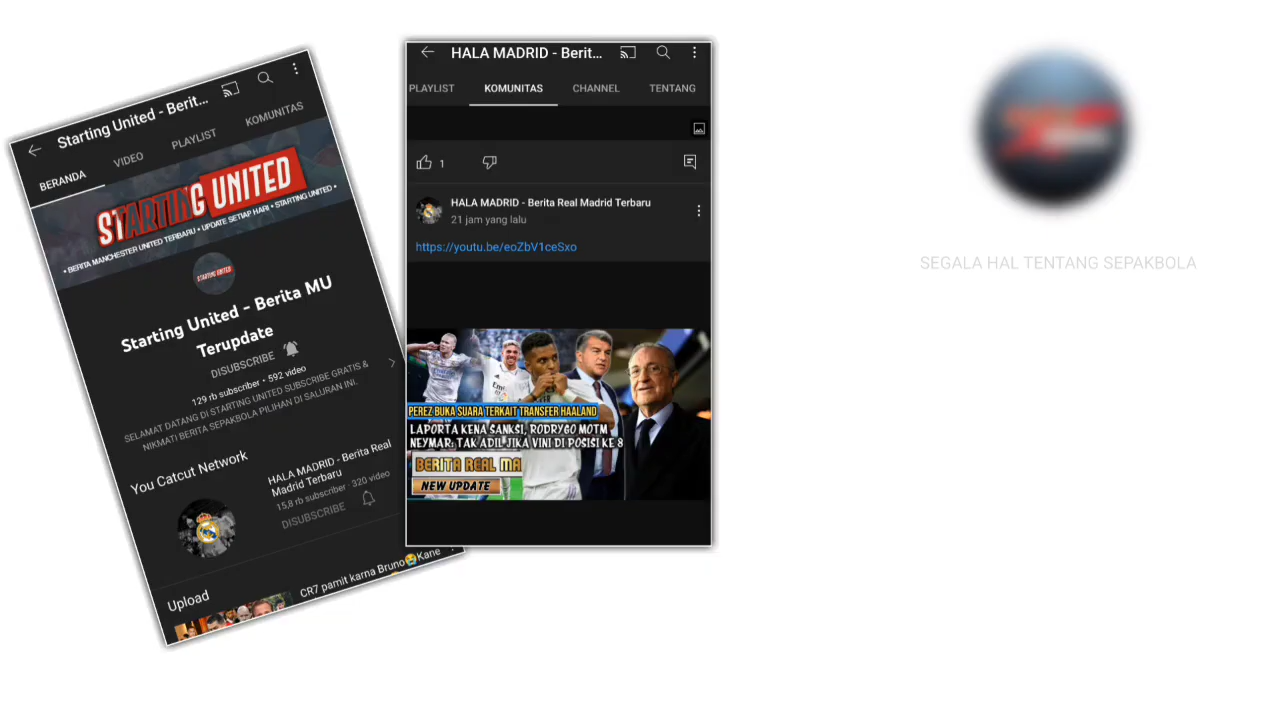 Starting United - Berit...
BERANDA
VIDEO
PLAYLIST
KOMUNITAS
STARTING UNITED
• BERITA MANCHESTER UNITED TERBARU • UPDATE SETIAP HARI • STARTING UNITED •
STARTING UNITED
Starting United - Berita MU
Terupdate
DISUBSCRIBE
129 rb subscriber • 592 video
SELAMAT DATANG DI STARTING UNITED SUBSCRIBE GRATIS &
NIKMATI BERITA SEPAKBOLA PILIHAN DI SALURAN INI.
You Catcut Network
HALA MADRID - Berita Real
Madrid Terbaru
15,8 rb subscriber · 320 video
DISUBSCRIBE
Upload
CR7 pamit karna Bruno😭Kane
HALA MADRID - Berit...
PLAYLIST
KOMUNITAS
CHANNEL
TENTANG
1
HALA MADRID - Berita Real Madrid Terbaru
21 jam yang lalu
https://youtu.be/eoZbV1ceSxo
PEREZ BUKA SUARA TERKAIT TRANSFER HAALAND
LAPORTA KENA SANKSI, RODRYGO MOTM
NEYMAR: TAK ADIL JIKA VINI DI POSISI KE 8
BERITA REAL MA
NEW UPDATE
SEGALA HAL TENTANG SEPAKBOLA